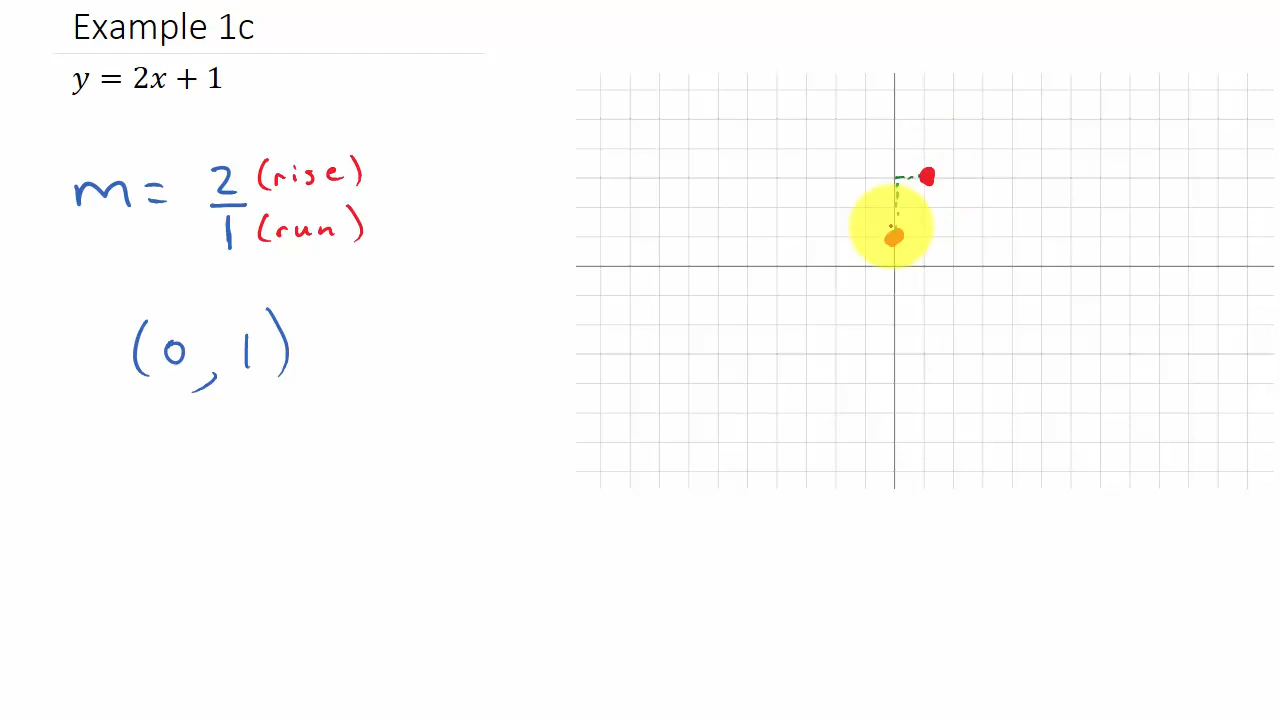 Example 1c
y = 2x + 1
m = 2/1 (rise) (run)
(0, 1)